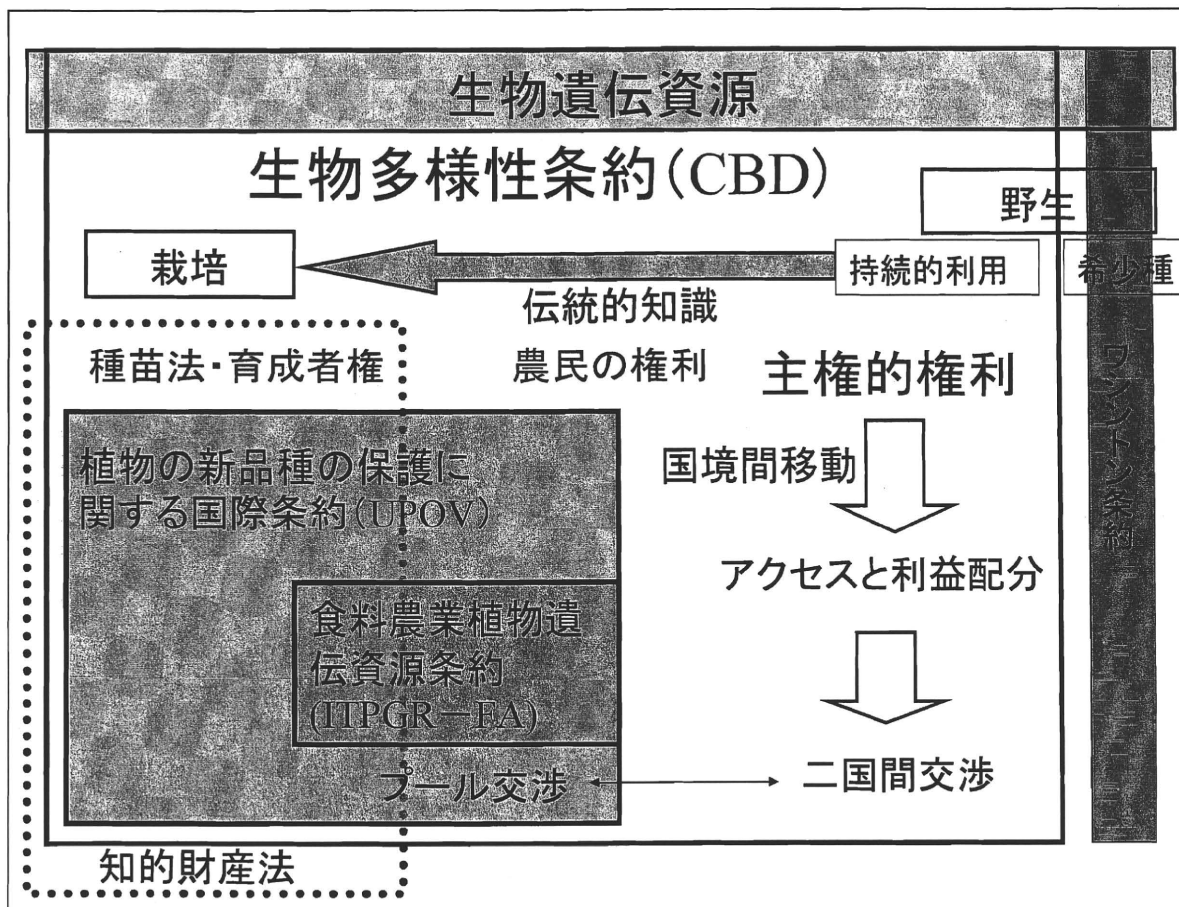 生物遺伝資源
生物多様性条約(CBD)
野生
栽培
持続的利用
希少種
伝統的知識
種苗法・育成者権
農民の権利
主権的権利
ワシントン条約
植物の新品種の保護に
関する国際条約(UPOV)
国境間移動
アクセスと利益配分
食料農業植物遺
伝資源条約
(ITPGR-FA)
プール交渉
二国間交渉
知的財産法